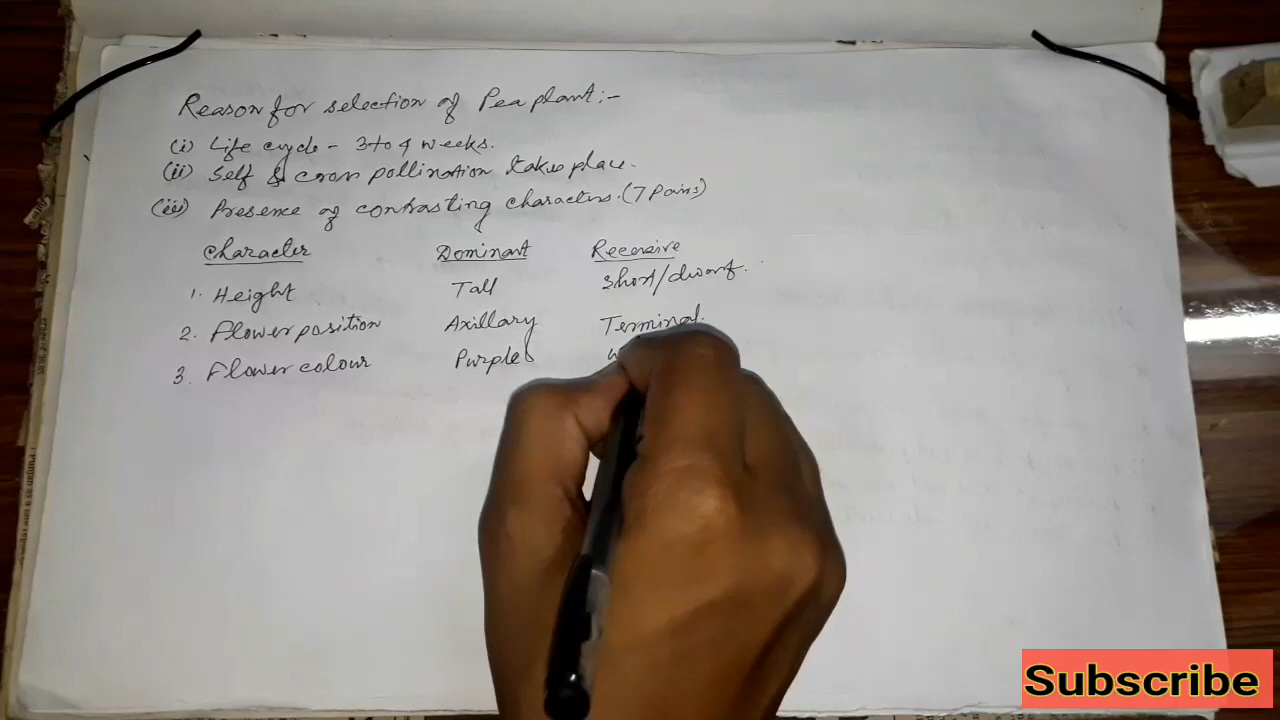 Reason for selection of Pea plant :-
(i) Life cycle - 3 to 4 weeks.
(ii) Self & cross pollination takes place.
(iii) Presence of contrasting characters. (7 pairs)
Character Dominant Recessive
1. Height Tall Short/dwarf.
2. Flower position Axillary Terminal.
3. Flower colour Purple
Subscribe